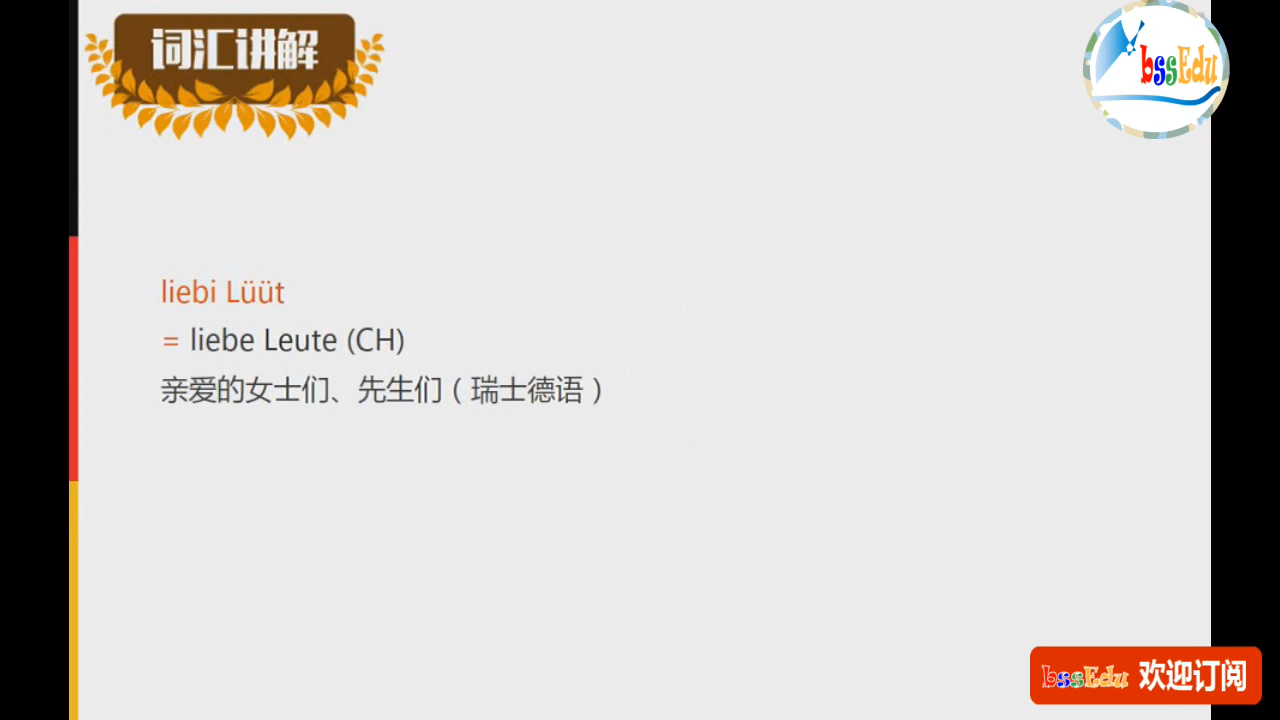 词汇讲解
bssEdu
liebi Lüüt
= liebe Leute (CH)
亲爱的女士们、先生们（瑞士德语）
bssEdu 欢迎订阅